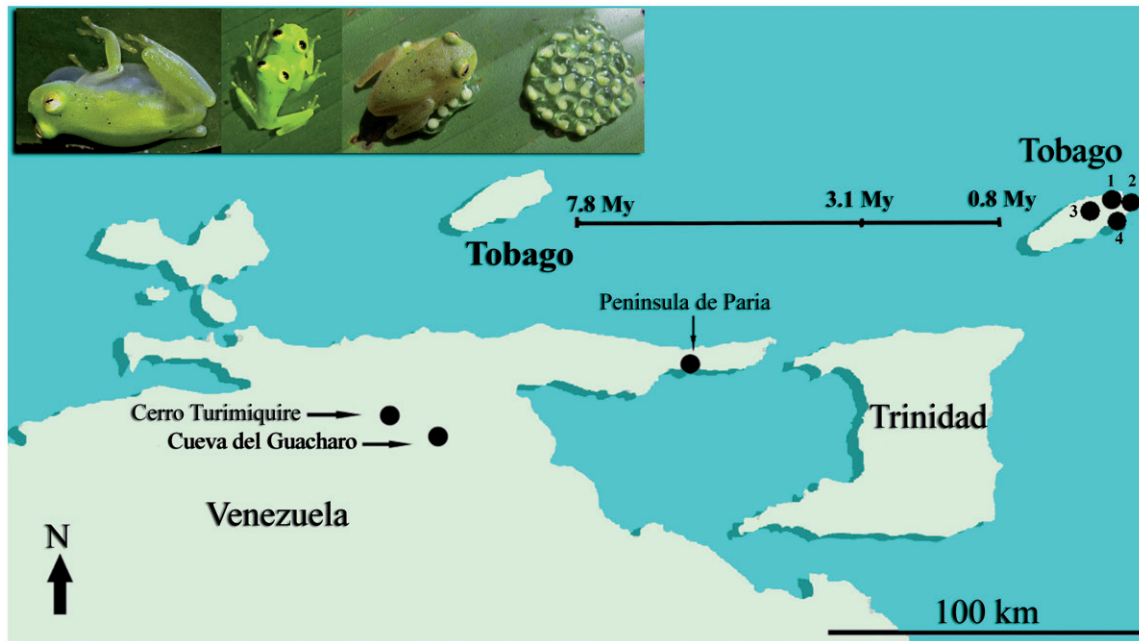 Tobago
1 2
7.8 My 3.1 My 0.8 My
3
4
Tobago
Peninsula de Paria
Cerro Turimiquire
Trinidad
Cueva del Guacharo
Venezuela
N
100 km